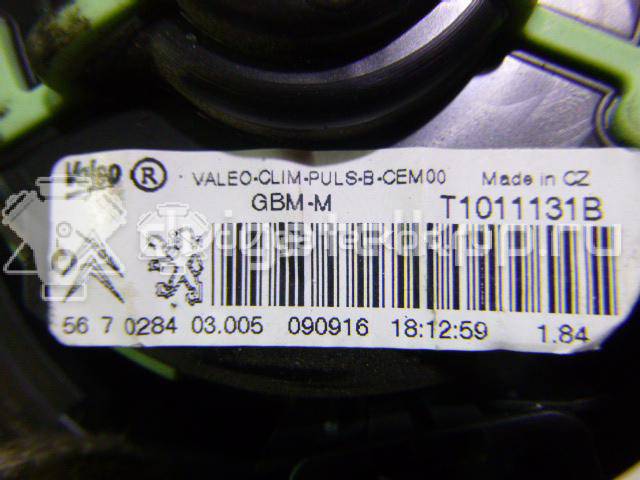 Valeo ® VALEO-CLIM-PULS-B-CEM00 Made in CZ
GBM-M T1011131B
56 7 0284 03.005 090916 18:12:59 1.84